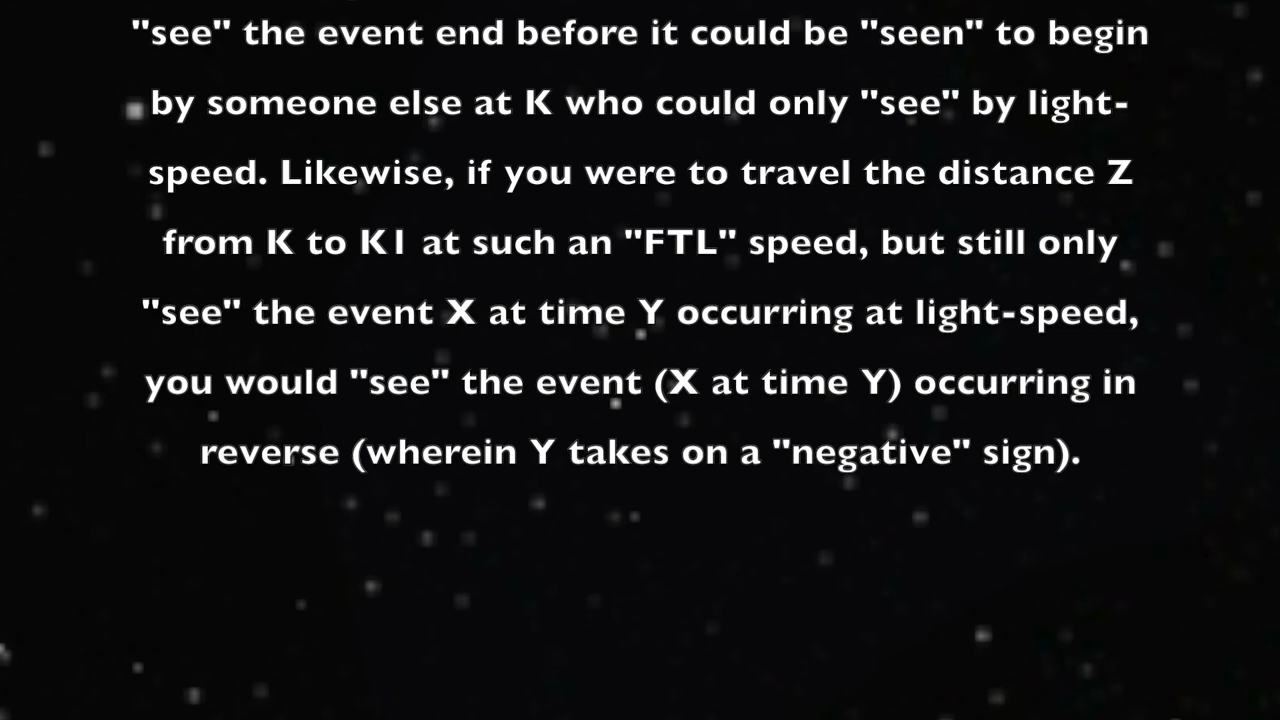 "see" the event end before it could be "seen" to begin
by someone else at K who could only "see" by light-
speed. Likewise, if you were to travel the distance Z
from K to K1 at such an "FTL" speed, but still only
"see" the event X at time Y occurring at light-speed,
you would "see" the event (X at time Y) occurring in
reverse (wherein Y takes on a "negative" sign).